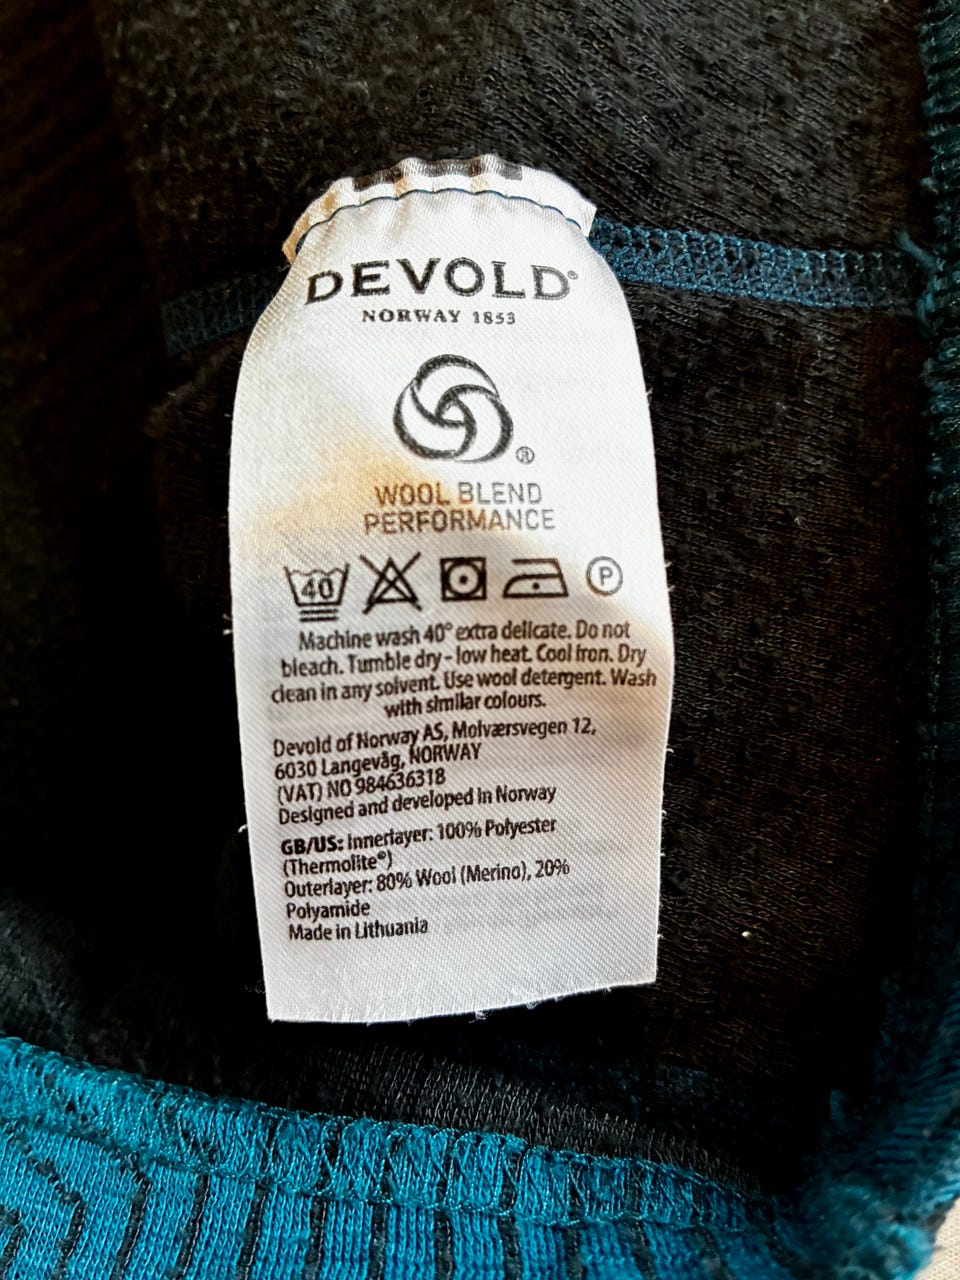 DEVOLD®
NORWAY 1853
®
WOOL BLEND
PERFORMANCE
40 P
Machine wash 40° extra delicate. Do not
bleach. Tumble dry - low heat. Cool iron. Dry
clean in any solvent. Use wool detergent. Wash
with similar colours.
Devold of Norway AS, Molværsvegen 12,
6030 Langevåg, NORWAY
(VAT) NO 984636318
Designed and developed in Norway
GB/US: Innerlayer: 100% Polyester
(Thermolite®)
Outerlayer: 80% Wool (Merino), 20%
Polyamide
Made in Lithuania